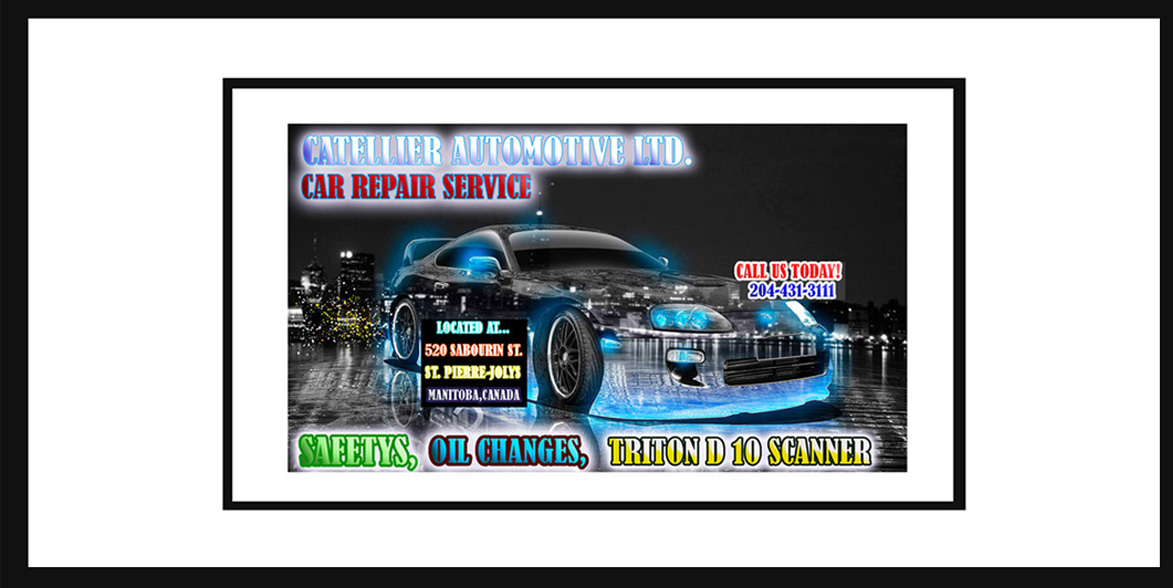 CATELLIER AUTOMOTIVE LTD.
CAR REPAIR SERVICE
CALL US TODAY!
204-431-3111
LOCATED AT...
520 SABOURIN ST.
ST. PIERRE-JOLYS
MANITOBA,CANADA
SAFETYS, OIL CHANGES, TRITON D 10 SCANNER